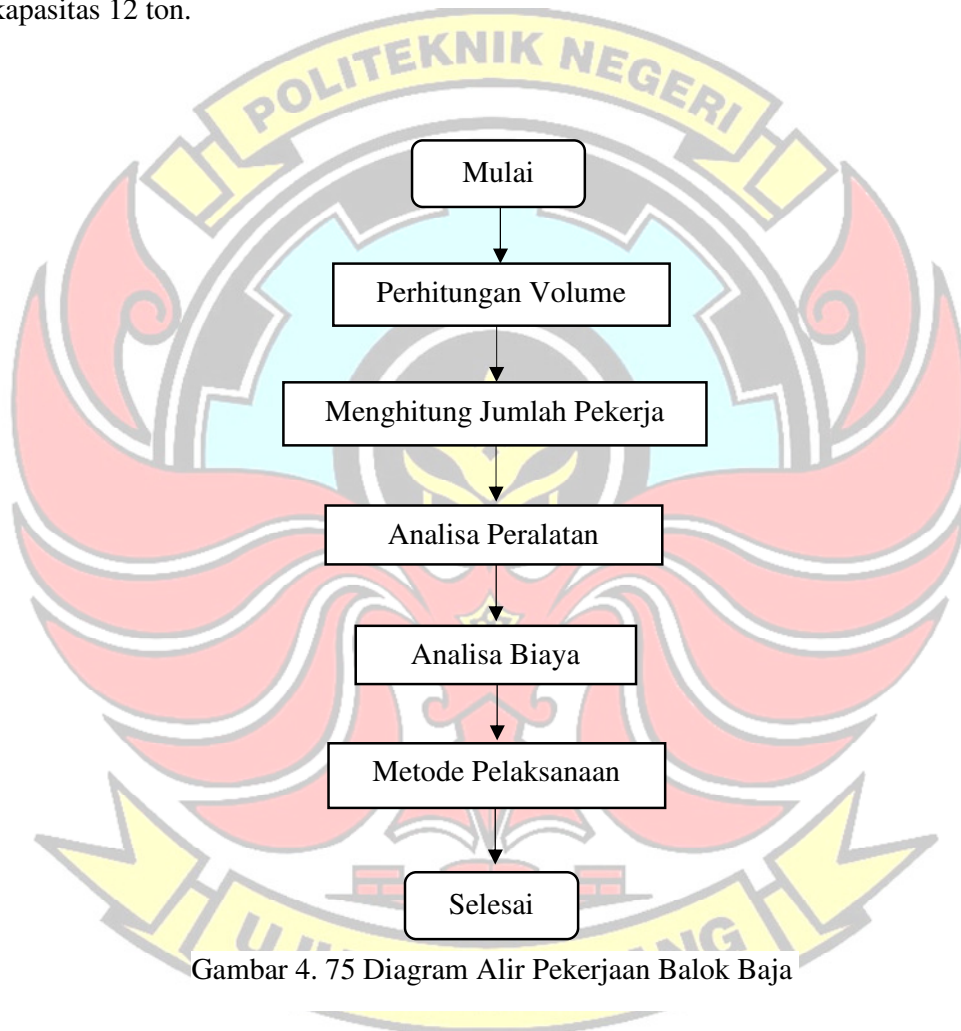 kapasitas 12 ton.
POLITEKNIK NEGERI
Mulai
Perhitungan Volume
Menghitung Jumlah Pekerja
Analisa Peralatan
Analisa Biaya
Metode Pelaksanaan
Selesai
Gambar 4. 75 Diagram Alir Pekerjaan Balok Baja